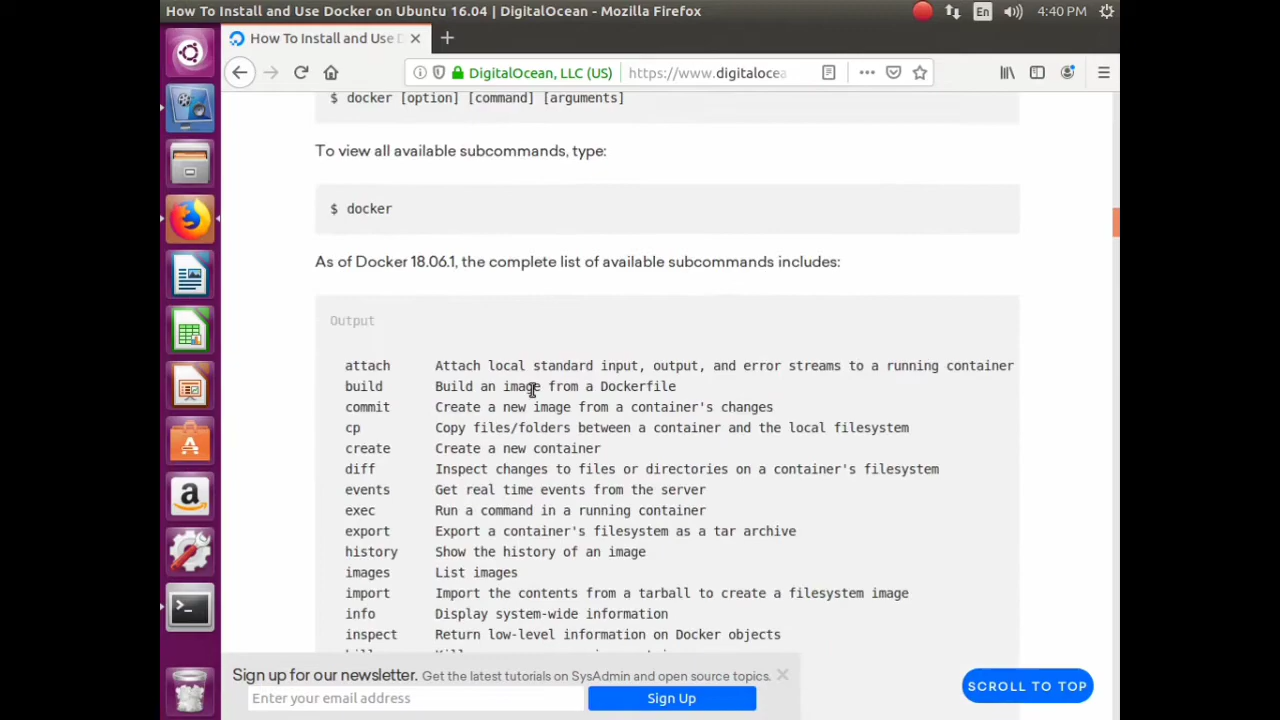 How To Install and Use Docker on Ubuntu 16.04 | DigitalOcean - Mozilla Firefox
En
4:40 PM
How To Install and Use D
DigitalOcean, LLC (US)
https://www.digitalocea
$ docker [option] [command] [arguments]
To view all available subcommands, type:
$ docker
As of Docker 18.06.1, the complete list of available subcommands includes:
Output
attach Attach local standard input, output, and error streams to a running container
build Build an image from a Dockerfile
commit Create a new image from a container's changes
cp Copy files/folders between a container and the local filesystem
create Create a new container
diff Inspect changes to files or directories on a container's filesystem
events Get real time events from the server
exec Run a command in a running container
export Export a container's filesystem as a tar archive
history Show the history of an image
images List images
import Import the contents from a tarball to create a filesystem image
info Display system-wide information
inspect Return low-level information on Docker objects
Sign up for our newsletter. Get the latest tutorials on SysAdmin and open source topics.
Enter your email address
Sign Up
SCROLL TO TOP